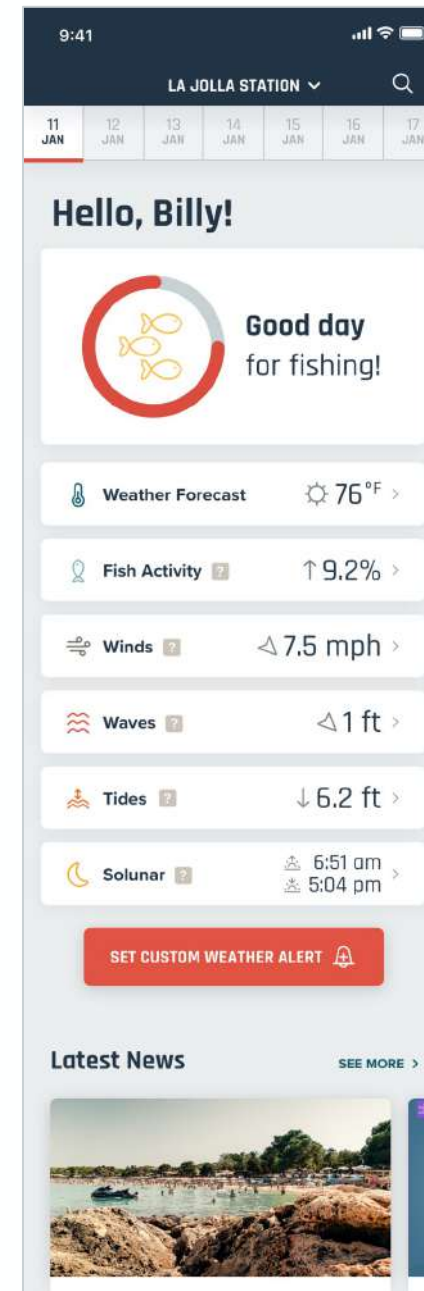 9:41
LA JOLLA STATION
11 12 13 14 15 16 17
JAN JAN JAN JAN JAN JAN JAN
Hello, Billy!
Good day
for fishing!
Weather Forecast 76°F
Fish Activity ? ↑ 9.2%
Winds ? 7.5 mph
Waves ? 1 ft
Tides ? ↓ 6.2 ft
Solunar ? 6:51 am
5:04 pm
SET CUSTOM WEATHER ALERT
Latest News SEE MORE >